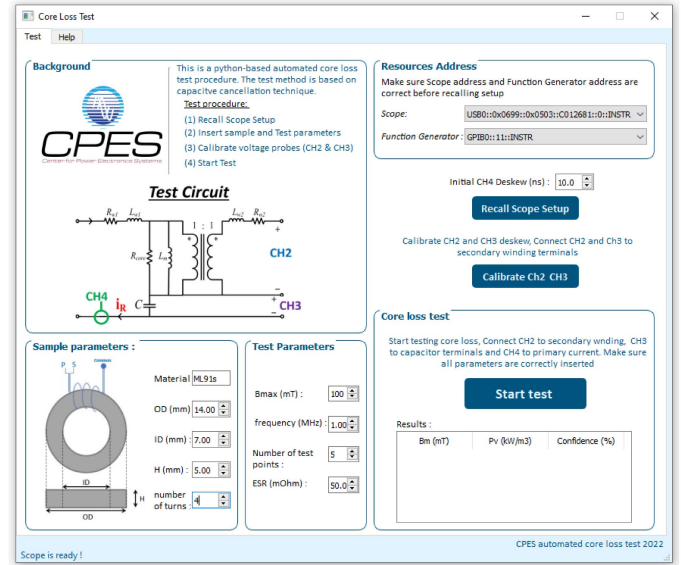 Core Loss Test
Test Help
Background
CPES
Center for Power Electronics Systems
This is a python-based automated core loss
test procedure. The test method is based on
capacitve cancellation technique.
Test procedure:
(1) Recall Scope Setup
(2) Insert sample and Test parameters
(3) Calibrate voltage probes (CH2 & CH3)
(4) Start Test
Test Circuit
Rw1 Lw1 Lw2 Rw2
1 : 1
+
Rcore Lm
CH2
−
CH4
iR
C
+
CH3
−
Resources Address
Make sure Scope address and Function Generator address are
correct before recalling setup
Scope: USB0::0x0699::0x0503::C012681::0::INSTR
Function Generator : GPIB0::11::INSTR
Initial CH4 Deskew (ns) : 10.0
Recall Scope
Setup
Calibrate CH2 and CH3 deskew, Connect CH2 and Ch3 to
secondary winding terminals
Calibrate Ch2 CH3
Sample parameters :
P S
ID
OD
H
Material ML91s
OD (mm) 14.00
ID (mm) : 7.00
H (mm) : 5.00
number
of turns : 4
Test Parameters
Bmax (mT) : 100
frequency (MHz) : 1.00
Number of test
points : 5
ESR (mOhm) : 50.0
Core loss test
Start testing core loss, Connect CH2 to secondary wnding, CH3
to capacitor terminals and CH4 to primary current. Make sure
all parameters are correctly inserted
Start test
Results :
Bm (mT) Pv (kW/m3) Confidence (%)
CPES automated core loss test 2022
Scope is ready !